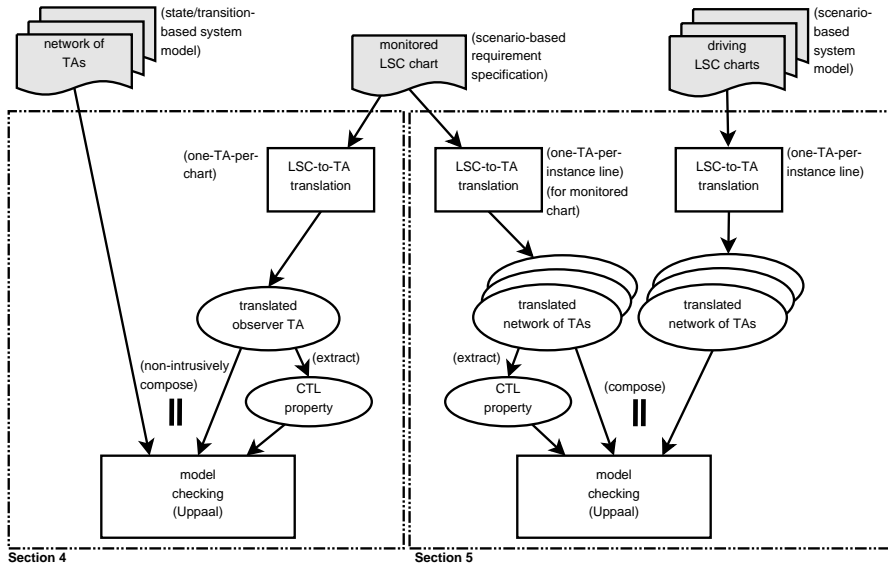 network of
TAs
(state/transition-
based system
model)
monitored
LSC chart
(scenario-based
requirement
specification)
driving
LSC charts
(scenario-
based
system
model)
(one-TA-per-
chart)
LSC-to-TA
translation
LSC-to-TA
translation
(one-TA-per-
instance line)
(for monitored
chart)
LSC-to-TA
translation
(one-TA-per-
instance line)
translated
observer TA
translated
network of TAs
translated
network of TAs
(non-intrusively
compose)
(extract)
CTL
property
(extract)
CTL
property
(compose)
model
checking
(Uppaal)
model
checking
(Uppaal)
Section 4
Section 5